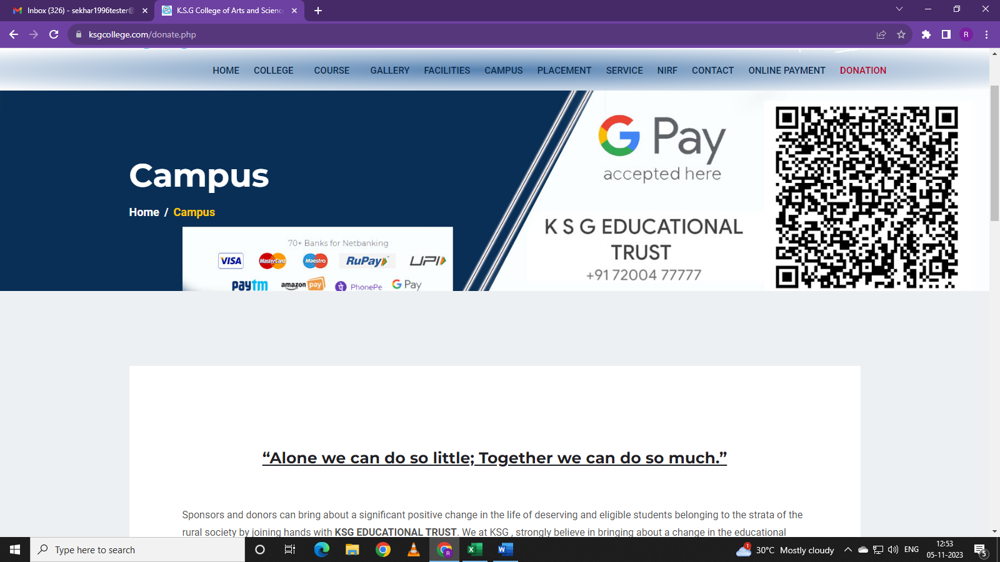 Inbox (326) - sekhar1996tester@
K.S.G College of Arts and Science
ksgcollege.com/donate.php
R
HOME COLLEGE COURSE GALLERY FACILITIES CAMPUS PLACEMENT SERVICE NIRF CONTACT ONLINE PAYMENT DONATION
Campus
Home / Campus
70+ Banks for Netbanking
VISA MasterCard Maestro RuPay UPI
paytm amazon pay PhonePe G Pay
G Pay
accepted here
K S G EDUCATIONAL
TRUST
+91 72004 77777
“Alone we can do so little; Together we can do so much.”
Sponsors and donors can bring about a significant positive change in the life of deserving and eligible students belonging to the strata of the
rural society by joining hands with KSG EDUCATIONAL TRUST. We at KSG , strongly believe in bringing about a change in the educational
Type here to search
R
1
30°C Mostly cloudy
ENG
12:53
05-11-2023
5